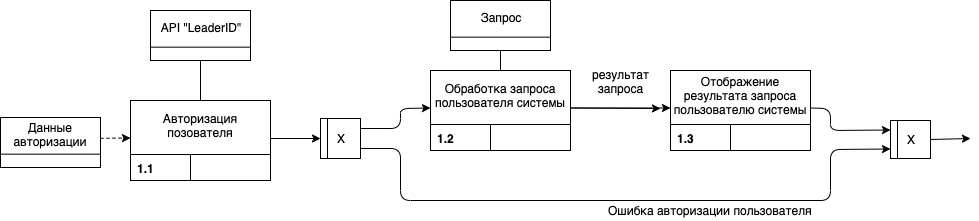 API "LeaderID"
Запрос
Данные
авторизации
Авторизация
позователя
1.1
X
Обработка запроса
пользователя системы
1.2
результат
запроса
Отображение
результата запроса
пользователю системы
1.3
X
Ошибка авторизации пользователя